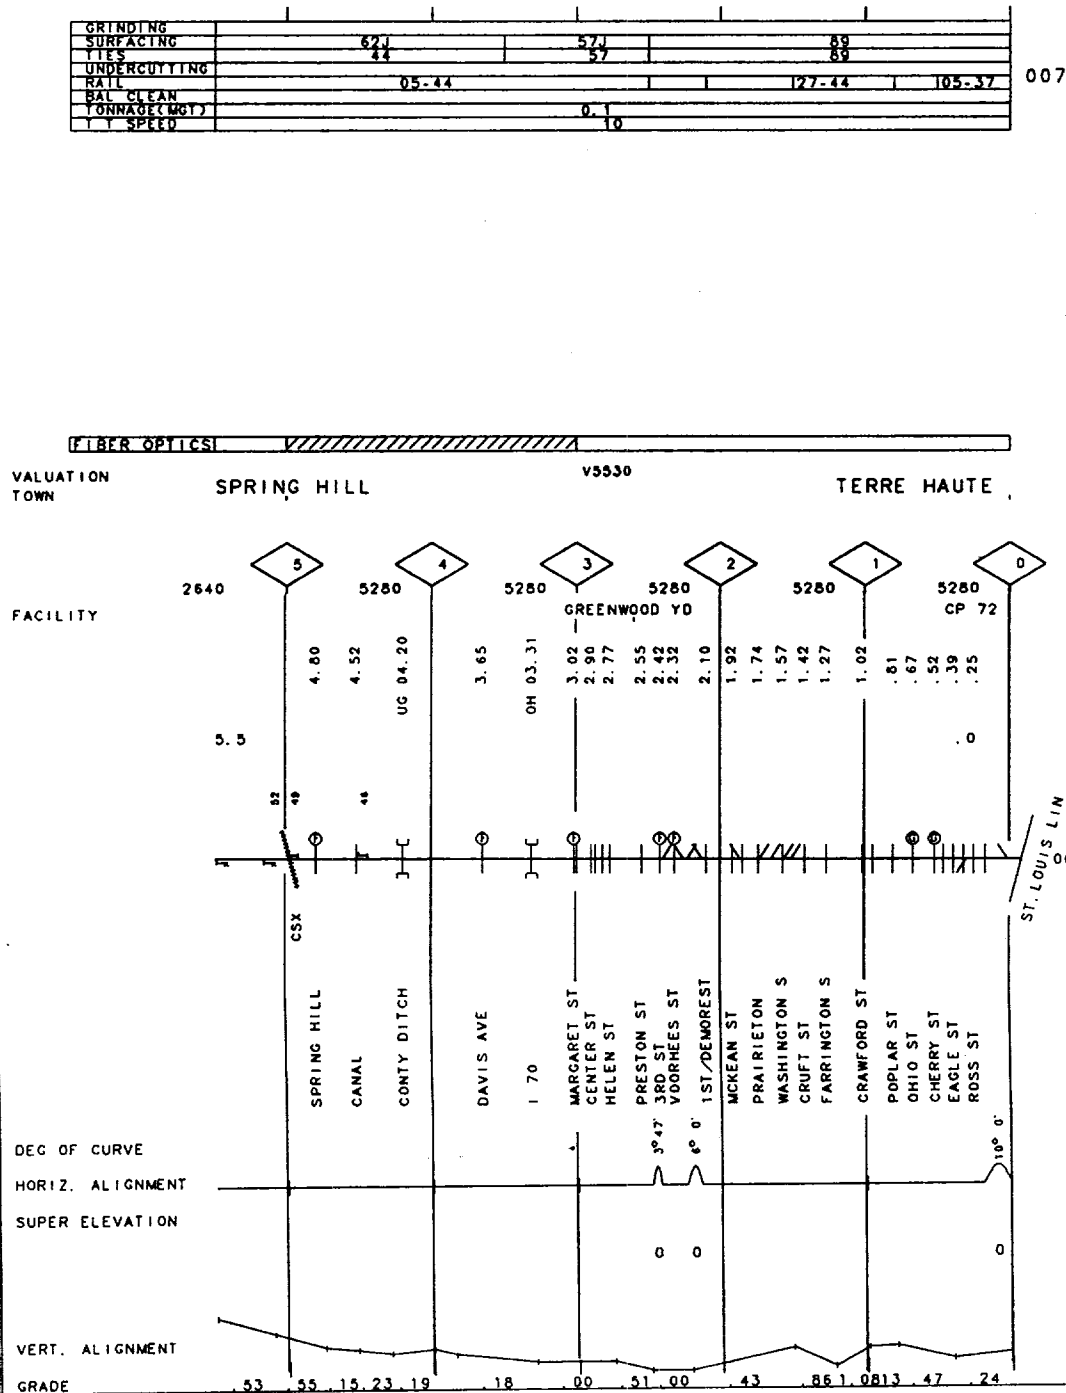 GRINDING
SURFACING 62J 57J 89
TIES 44 57 89
UNDERCUTTING
RAIL 05-44 27-44 05-37
007
BAL CLEAN
TONNAGE(MGT) 0.1
T T SPEED 10
FIBER OPTICS
VALUATION V5530
TOWN SPRING HILL TERRE HAUTE
5 4 3 2 1 0
2640 5280 5280 5280 5280 5280
FACILITY GREENWOOD YD CP 72
4.80 4.52 UG 04.20 3.65 OH 03.31 3.02 2.90 2.77 2.55 2.42 2.32 2.10 1.92 1.74 1.57 1.42 1.27 1.02 .81 .67 .52 .39 .25
5.5 .0
52 49 48
F F F F F G G
CSX
ST. LOUIS LIN
SPRING HILL
CANAL
CONTY DITCH
DAVIS AVE
I 70
MARGARET ST
CENTER ST
HELEN ST
PRESTON ST
3RD ST
VOORHEES ST
1ST/DEMOREST
MCKEAN ST
PRAIRIETON
WASHINGTON S
CRUFT ST
FARRINGTON S
CRAWFORD ST
POPLAR ST
OHIO ST
CHERRY ST
EAGLE ST
ROSS ST
DEG OF CURVE 3° 47' 6° 0' 10° 0'
HORIZ. ALIGNMENT
SUPER ELEVATION
0 0 0
VERT. ALIGNMENT
GRADE .53 .55 .15 .23 .19 .18 .00 .51 .00 .43 .86 1.08 13 .47 .24